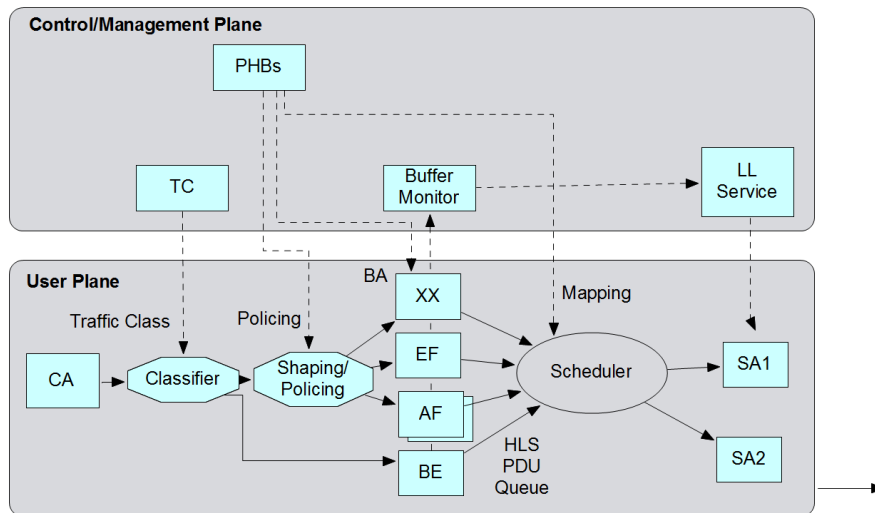 Control/Management Plane
PHBs
TC
Buffer
Monitor
LL
Service
User Plane
BA
XX
Mapping
Traffic Class
Policing
EF
CA
Classifier
Shaping/
Policing
Scheduler
SA1
AF
BE
HLS
PDU
Queue
SA2